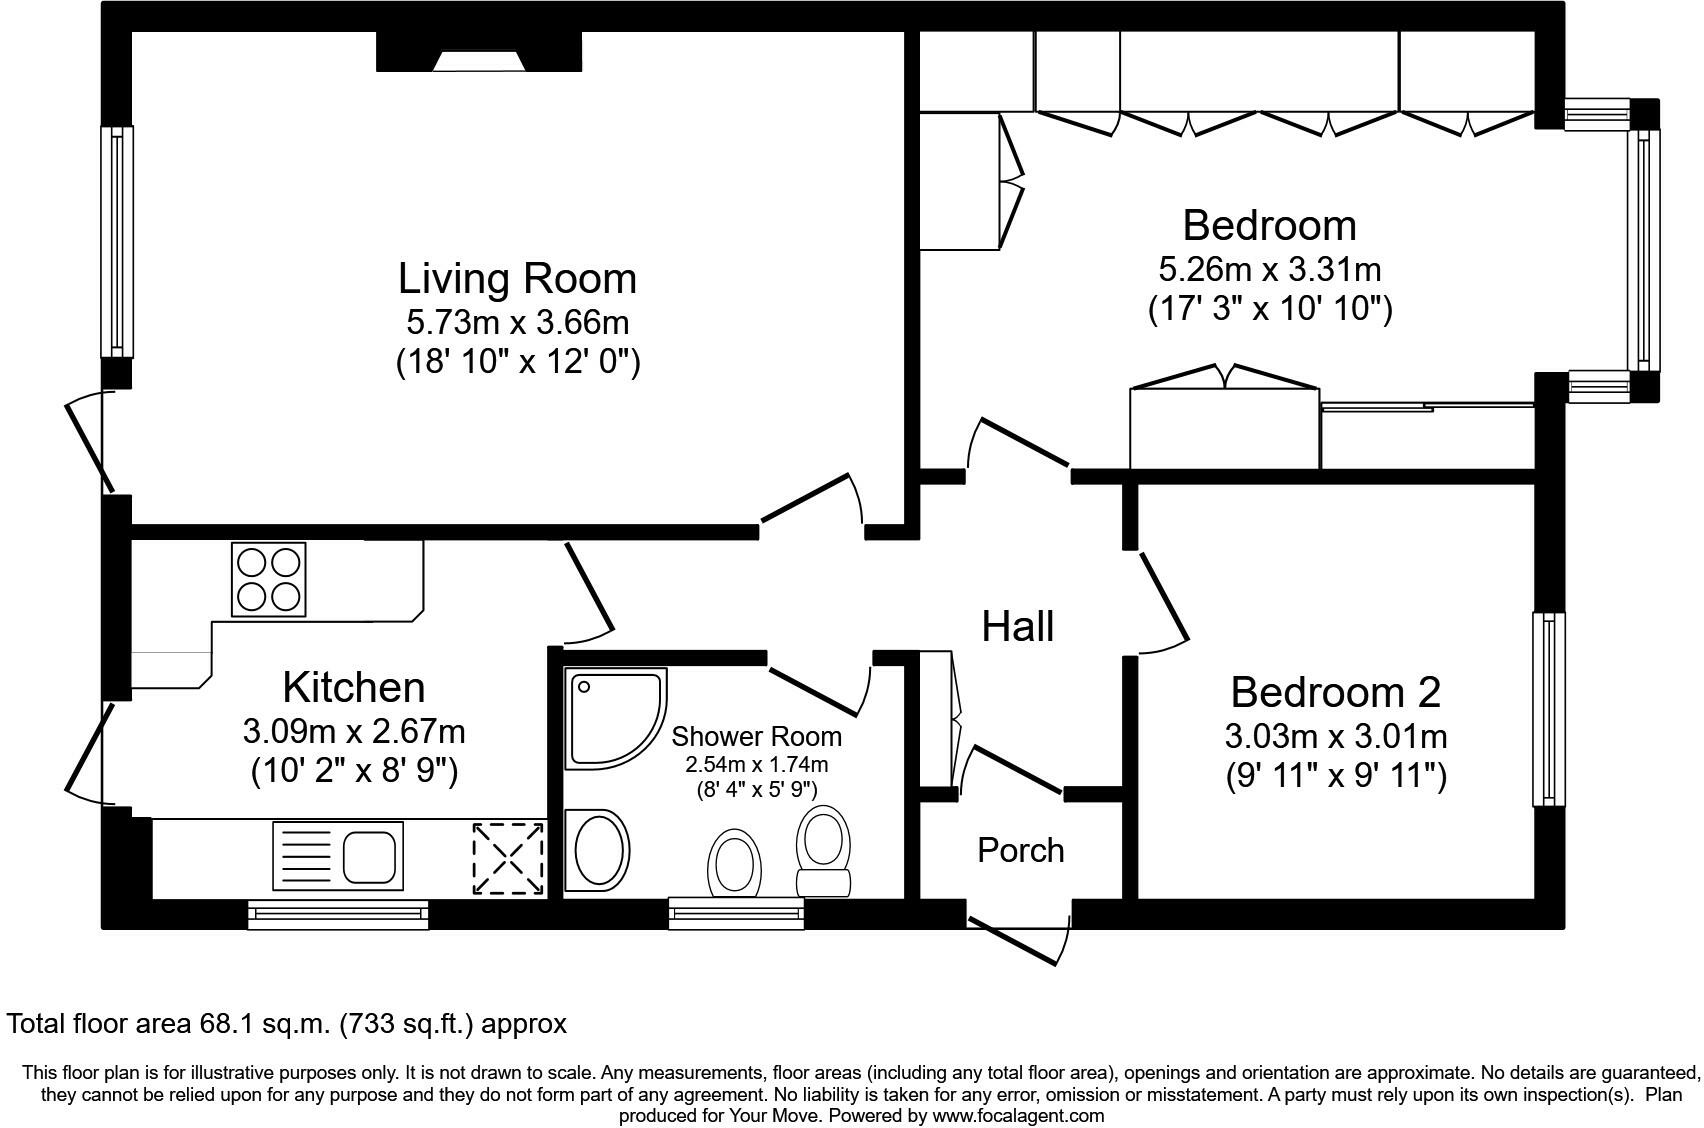 Living Room
5.73m x 3.66m
(18' 10" x 12' 0")
Bedroom
5.26m x 3.31m
(17' 3" x 10' 10")
Hall
Kitchen
3.09m x 2.67m
(10' 2" x 8' 9")
Shower Room
2.54m x 1.74m
(8' 4" x 5' 9")
Bedroom 2
3.03m x 3.01m
(9' 11" x 9' 11")
Porch
Total floor area 68.1 sq.m. (733 sq.ft.) approx
This floor plan is for illustrative purposes only. It is not drawn to scale. Any measurements, floor areas (including any total floor area), openings and orientation are approximate. No details are guaranteed,
they cannot be relied upon for any purpose and they do not form part of any agreement. No liability is taken for any error, omission or misstatement. A party must rely upon its own inspection(s). Plan
produced for Your Move. Powered by www.focalagent.com